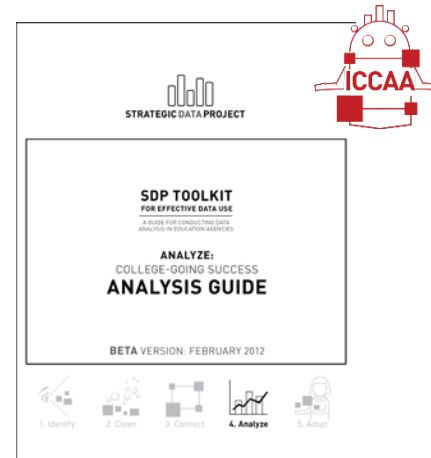 ICCAA
STRATEGIC DATA PROJECT
SDP TOOLKIT
FOR EFFECTIVE DATA USE
A GUIDE FOR CONDUCTING DATA
ANALYSIS IN EDUCATION AGENCIES
ANALYZE:
COLLEGE-GOING SUCCESS
ANALYSIS GUIDE
BETA VERSION: FEBRUARY 2012
1. Identify 2. Clean 3. Connect 4. Analyze 5. Adopt